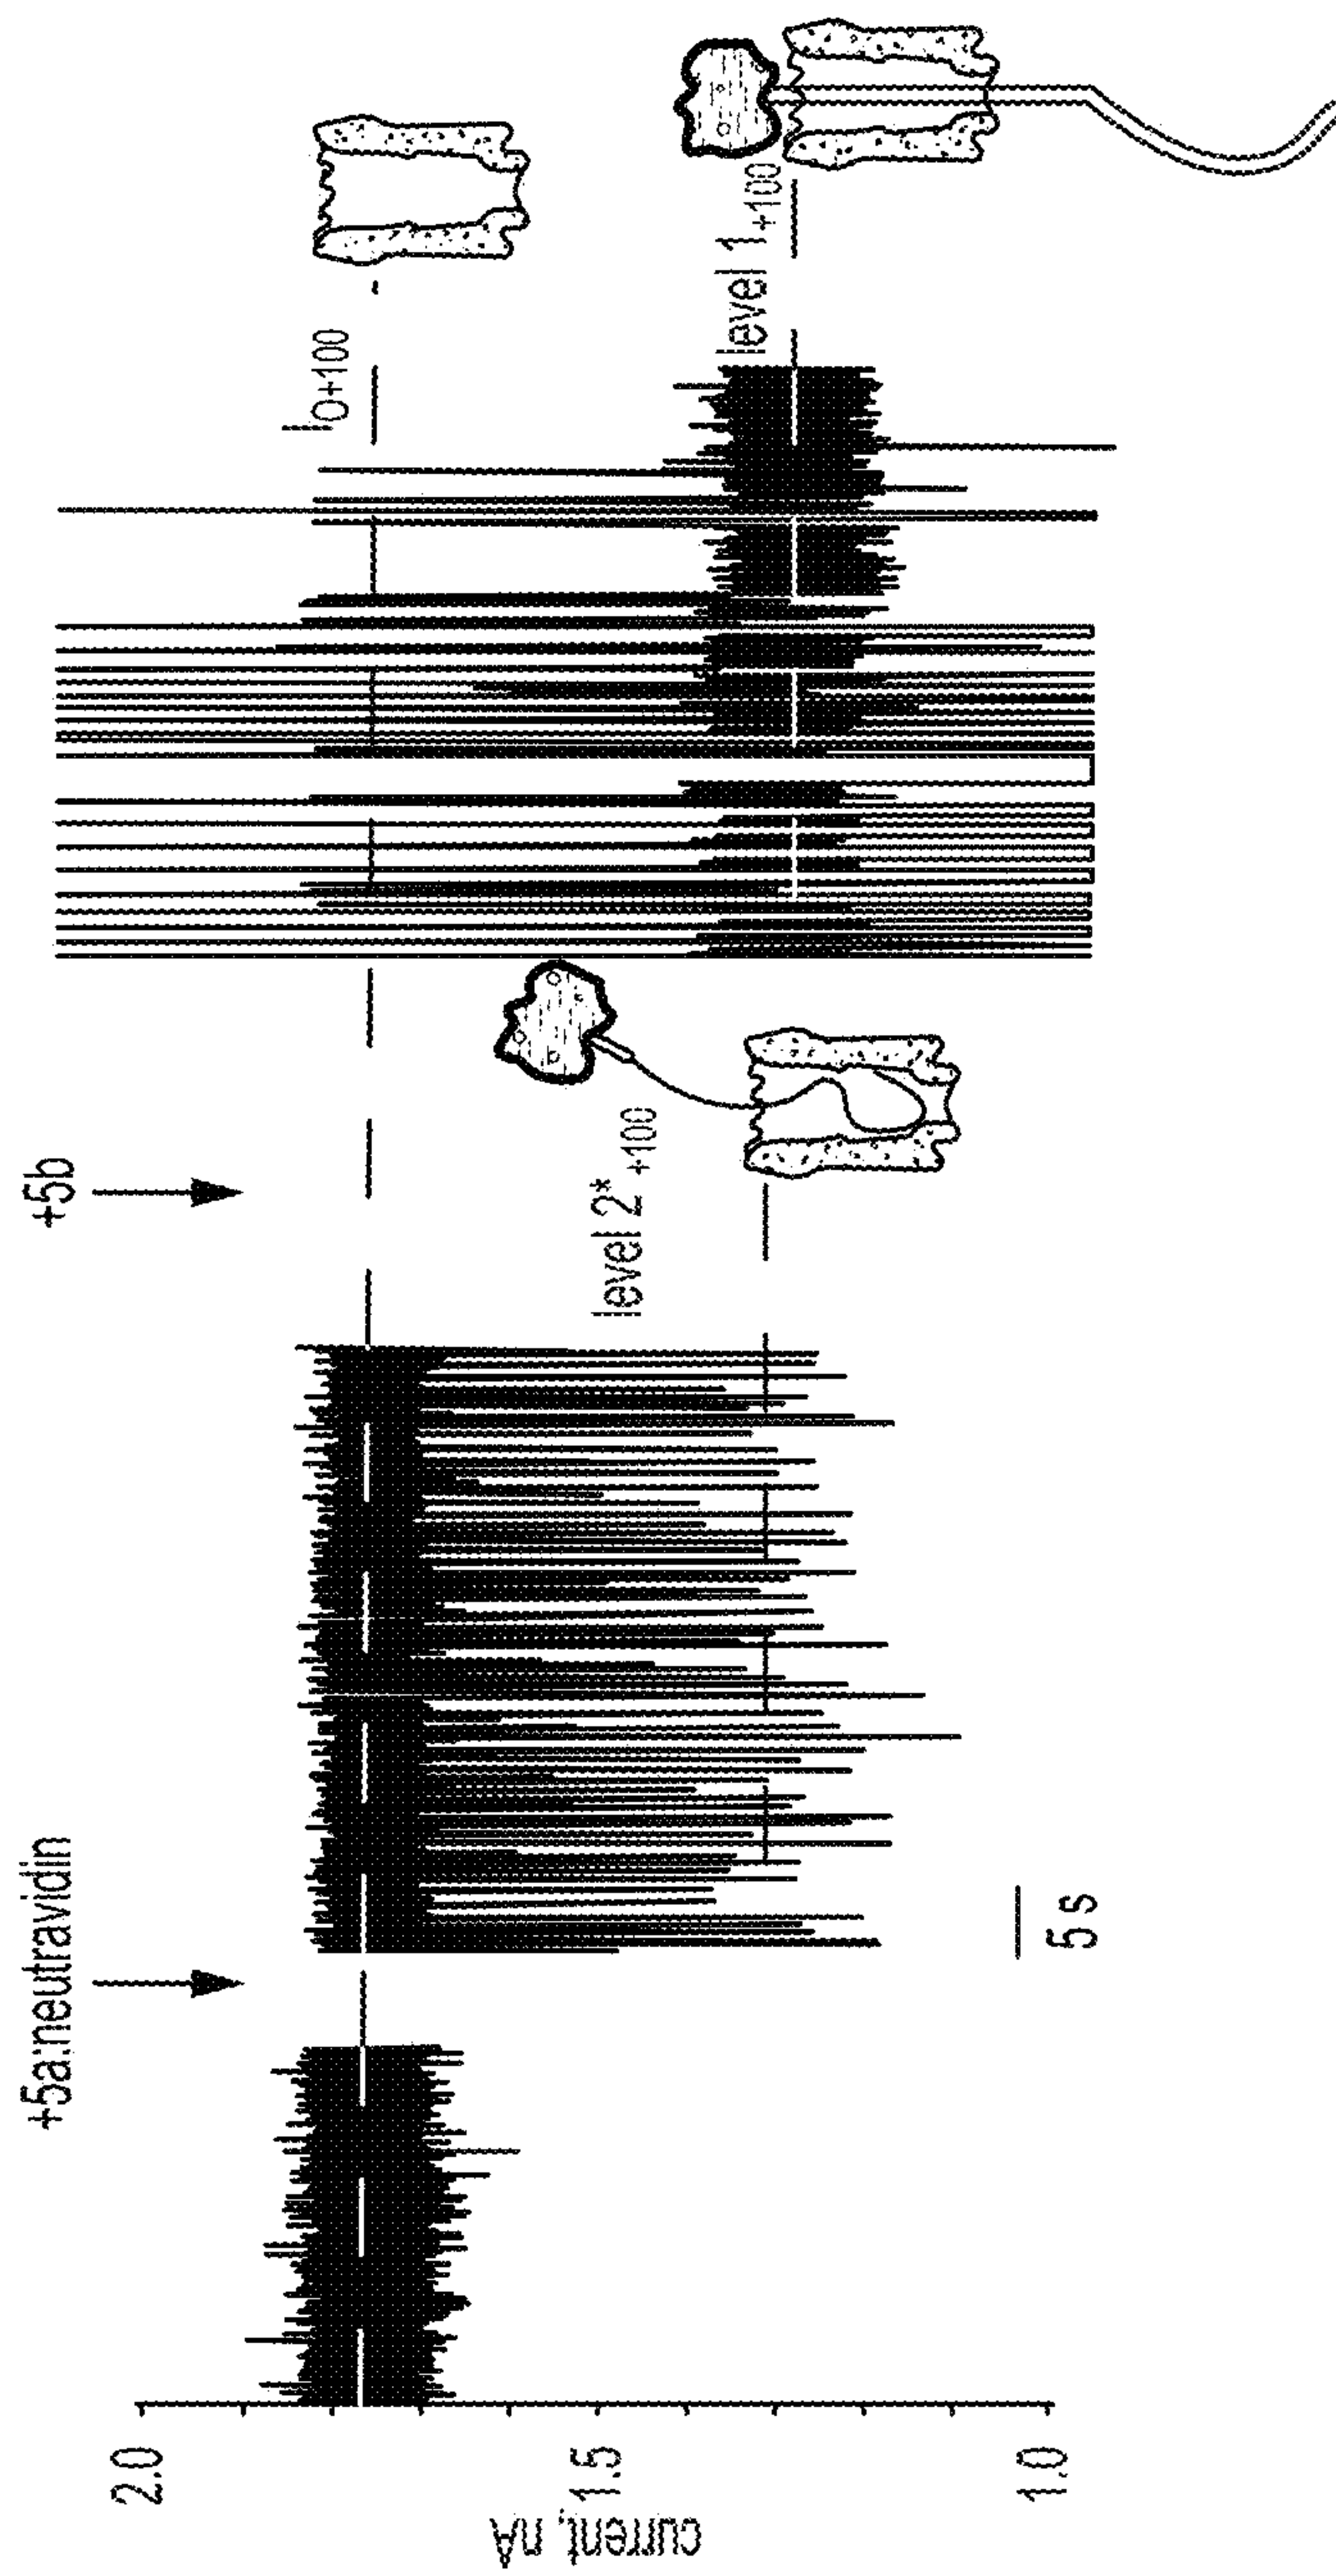 +5a:neutravidin
+5b
2.0
1.5
1.0
current, nA
I0+100
level 2* +100
level 1+100
5 s